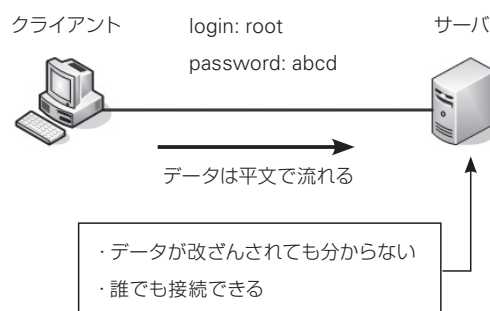 クライアント
login: root
サーバ
password: abcd
データは平文で流れる
・データが改ざんされても分からない
・誰でも接続できる